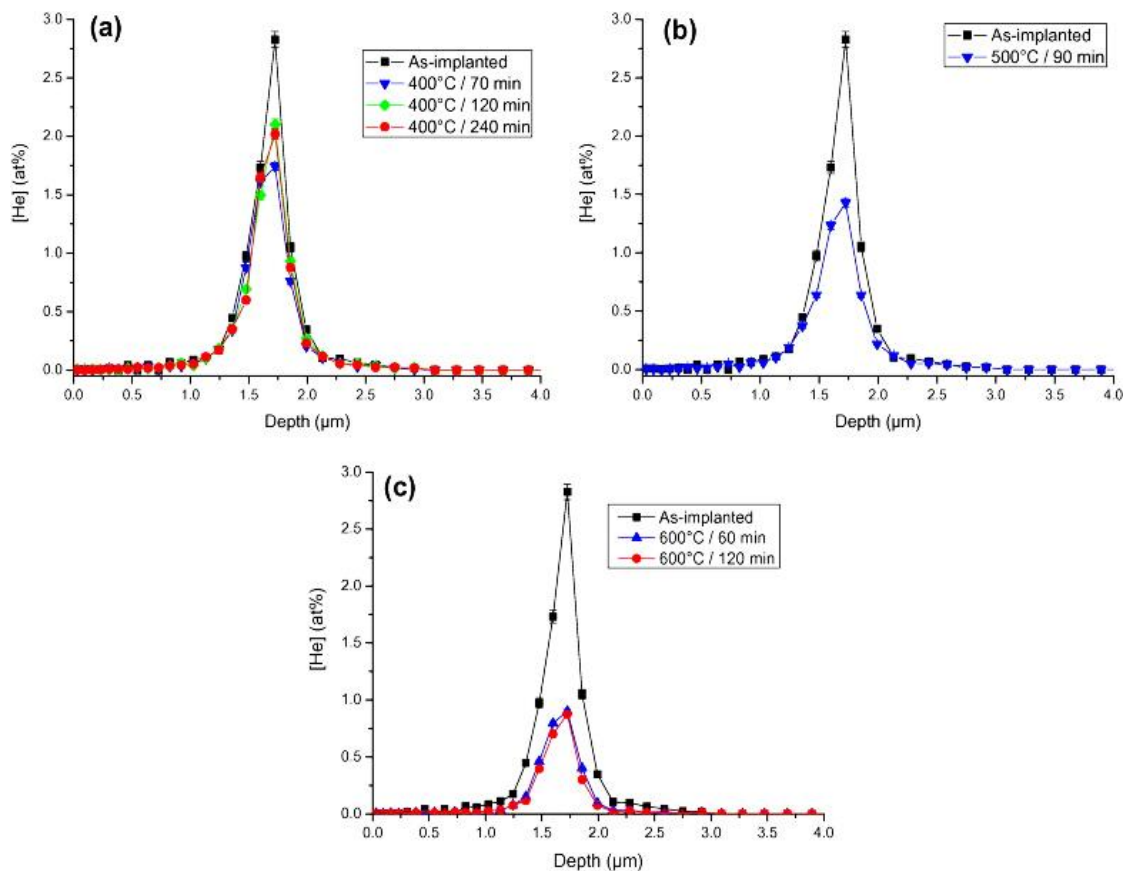 (a)
As-implanted
400°C / 70 min
400°C / 120 min
400°C / 240 min
[He] (at%)
3.0
2.5
2.0
1.5
1.0
0.5
0.0
0.0 0.5 1.0 1.5 2.0 2.5 3.0 3.5 4.0
Depth (µm)
(b)
As-implanted
500°C / 90 min
[He] (at%)
3.0
2.5
2.0
1.5
1.0
0.5
0.0
0.0 0.5 1.0 1.5 2.0 2.5 3.0 3.5 4.0
Depth (µm)
(c)
As-implanted
600°C / 60 min
600°C / 120 min
[He] (at%)
3.0
2.5
2.0
1.5
1.0
0.5
0.0
0.0 0.5 1.0 1.5 2.0 2.5 3.0 3.5 4.0
Depth (µm)